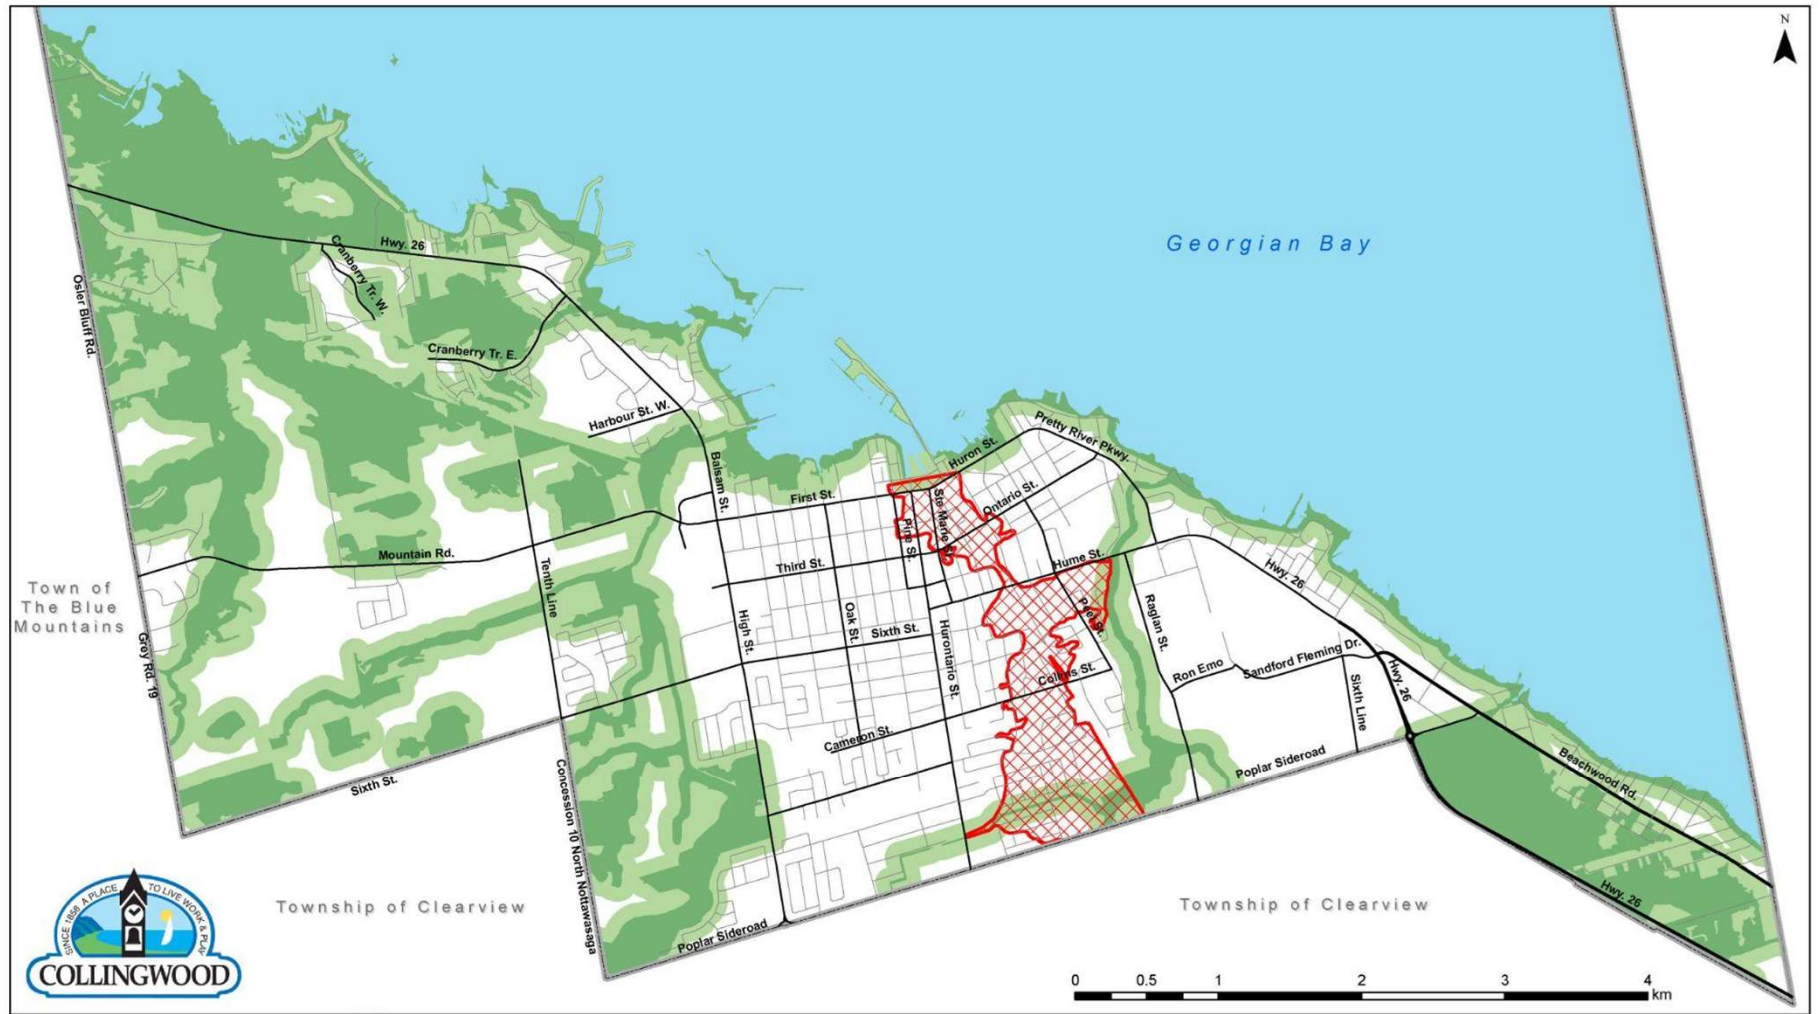 N
Georgian Bay
Hwy. 26
Cranberry Tr. W.
Osler Bluff Rd.
Cranberry Tr. E.
Harbour St. W.
Balsam St.
First St.
Huron St.
Pretty River Pkwy.
Ste Marie St.
Ontario St.
Pine St.
Mountain Rd.
Third St.
Hume St.
Hwy. 26
Tenth Line
Town of
The Blue
Mountains
Grey Rd. 19
High St.
Oak St.
Sixth St.
Hurontario St.
Peel St.
Raglan St.
Collins St.
Ron Emo
Sandford Fleming Dr.
Hwy. 26
Sixth Line
Cameron St.
Poplar Sideroad
Beachwood Rd.
Sixth St.
Concession 10 North Nottawasaga
Hwy. 26
Township of Clearview
Township of Clearview
Poplar Sideroad
SINCE 1858 A PLACE TO LIVE WORK & PLAY
COLLINGWOOD
0 0.5 1 2 3 4
km